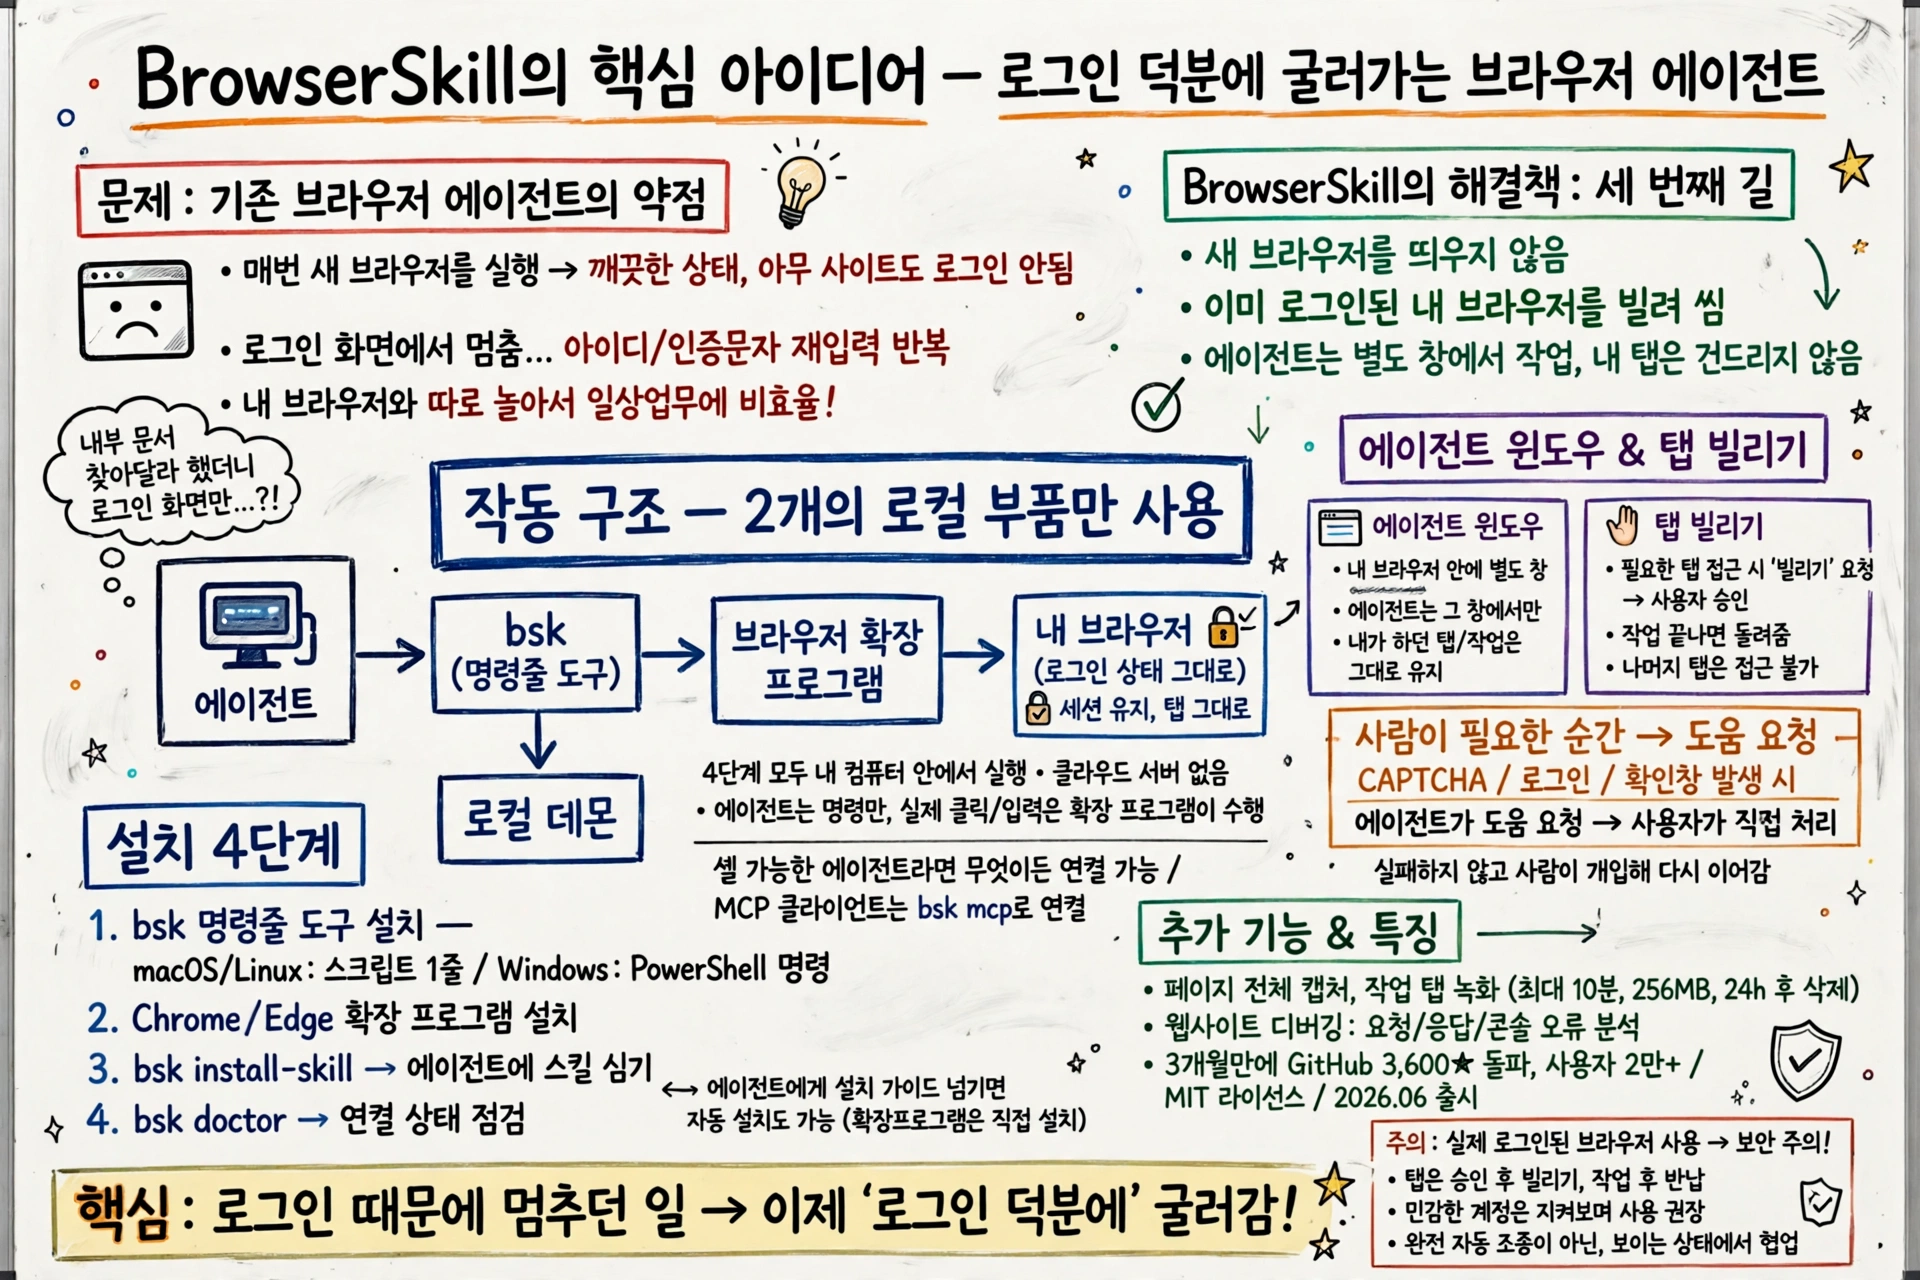 BrowserSkill의 핵심 아이디어 – 로그인 덕분에 굴러가는 브라우저 에이전트
문제 : 기존 브라우저 에이전트의 약점
• 매번 새 브라우저를 실행 → 깨끗한 상태, 아무 사이트도 로그인 안됨
• 로그인 화면에서 멈춤... 아이디/인증문자 재입력 반복
• 내 브라우저와 따로 놀아서 일상업무에 비효율!
내부 문서
찾아달라 했더니
로그인 화면만...?!
BrowserSkill의 해결책 : 세 번째 길
• 새 브라우저를 띄우지 않음
• 이미 로그인된 내 브라우저를 빌려 씀
• 에이전트는 별도 창에서 작업, 내 탭은 건드리지 않음
작동 구조 – 2개의 로컬 부품만 사용
에이전트
bsk
(명령줄 도구)
로컬 데몬
브라우저 확장
프로그램
내 브라우저
(로그인 상태 그대로)
세션 유지, 탭 그대로
4단계 모두 내 컴퓨터 안에서 실행 • 클라우드 서버 없음
• 에이전트는 명령만, 실제 클릭/입력은 확장 프로그램이 수행
셸 가능한 에이전트라면 무엇이든 연결 가능 /
MCP 클라이언트는 bsk mcp로 연결
에이전트 윈도우 & 탭 빌리기
에이전트 윈도우
• 내 브라우저 안에 별도 창
• 에이전트는 그 창에서만
• 내가 하던 탭/작업은
그대로 유지
탭 빌리기
• 필요한 탭 접근 시 '빌리기' 요청
→ 사용자 승인
• 작업 끝나면 돌려줌
• 나머지 탭은 접근 불가
사람이 필요한 순간 → 도움 요청
CAPTCHA / 로그인 / 확인창 발생 시
에이전트가 도움 요청 → 사용자가 직접 처리
실패하지 않고 사람이 개입해 다시 이어감
설치 4단계
1. bsk 명령줄 도구 설치 —
macOS/Linux: 스크립트 1줄 / Windows: PowerShell 명령
2. Chrome/Edge 확장 프로그램 설치
3. bsk install-skill → 에이전트에 스킬 심기
4. bsk doctor → 연결 상태 점검
↔ 에이전트에게 설치 가이드 넘기면
자동 설치도 가능 (확장프로그램은 직접 설치)
추가 기능 & 특징
• 페이지 전체 캡처, 작업 탭 녹화 (최대 10분, 256MB, 24h 후 삭제)
• 웹사이트 디버깅: 요청/응답/콘솔 오류 분석
• 3개월만에 GitHub 3,600★ 돌파, 사용자 2만+ /
MIT 라이선스 / 2026.06 출시
주의 : 실제 로그인된 브라우저 사용 → 보안 주의!
• 탭은 승인 후 빌리기, 작업 후 반납
• 민감한 계정은 지켜보며 사용 권장
• 완전 자동 조종이 아닌, 보이는 상태에서 협업
핵심 : 로그인 때문에 멈추던 일 → 이제 '로그인 덕분에' 굴러감!